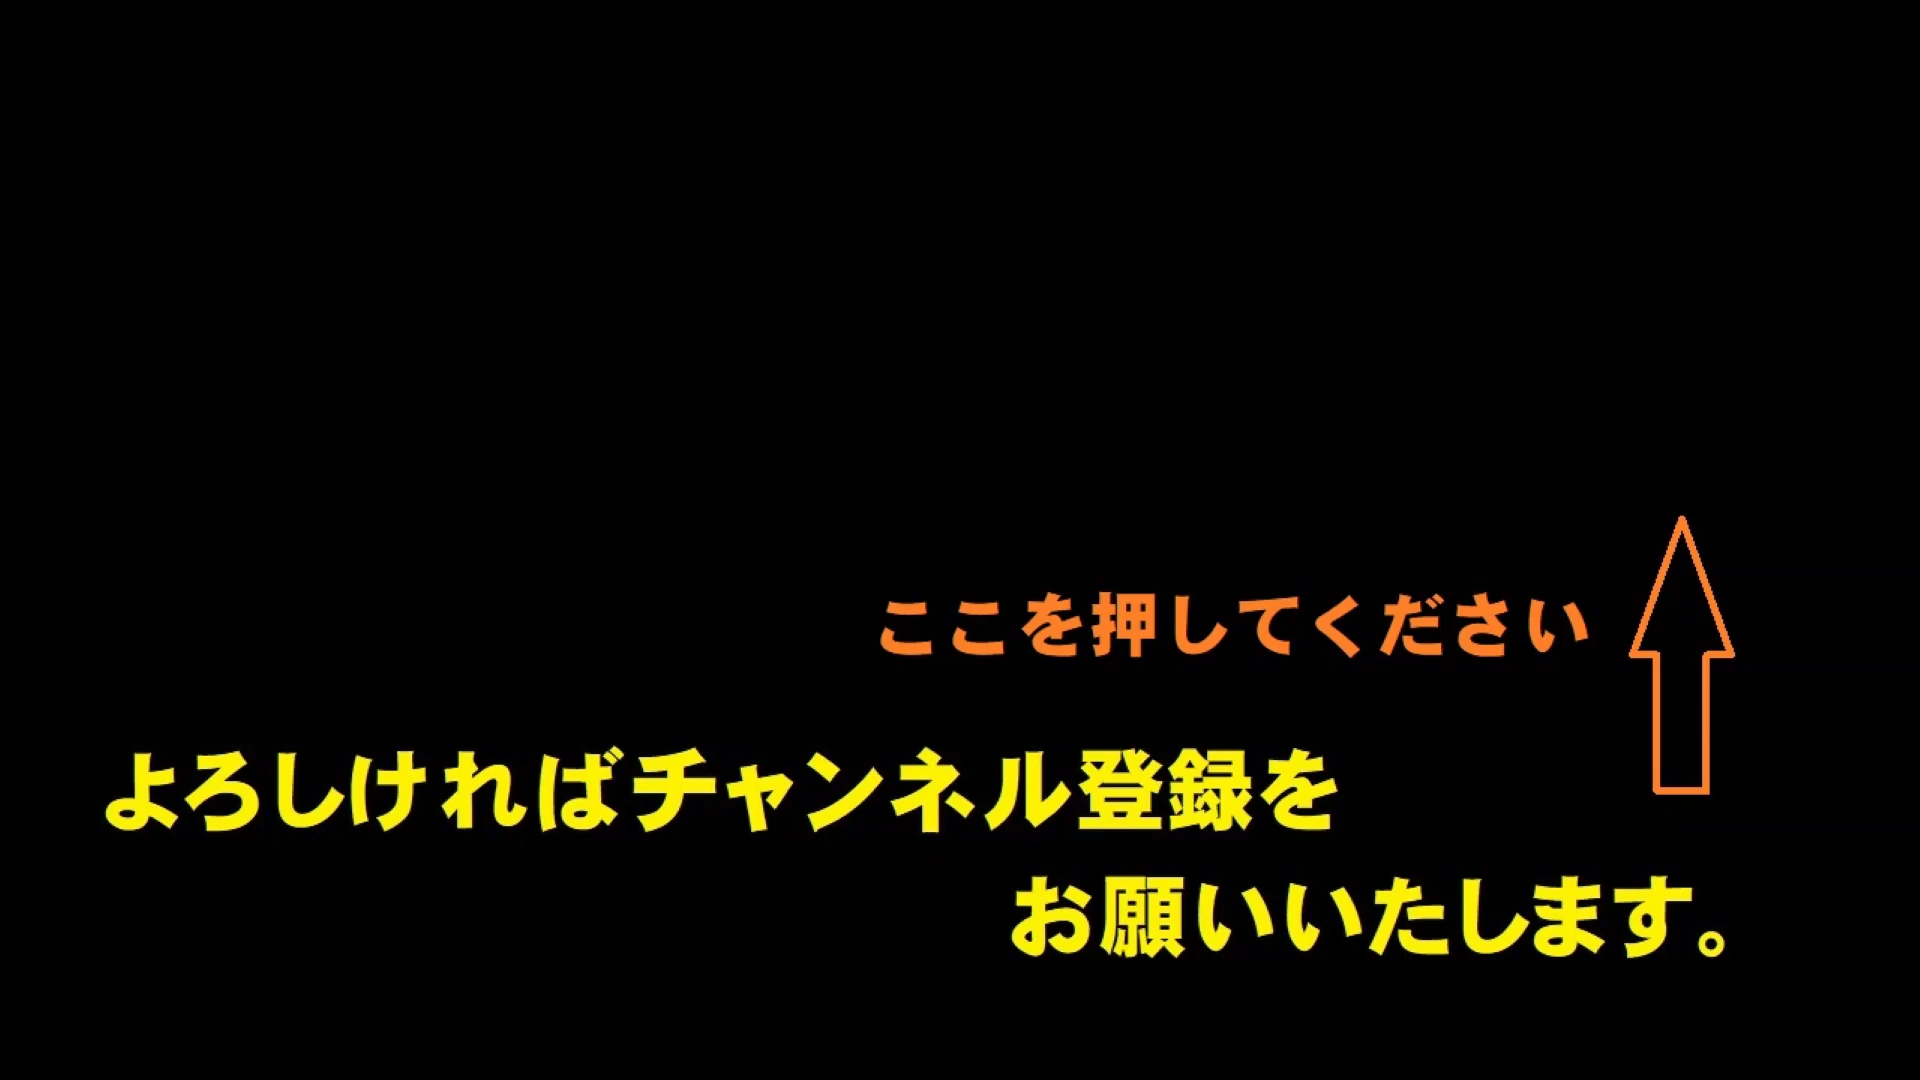 ここを押してください
よろしければチャンネル登録を
お願いいたします。